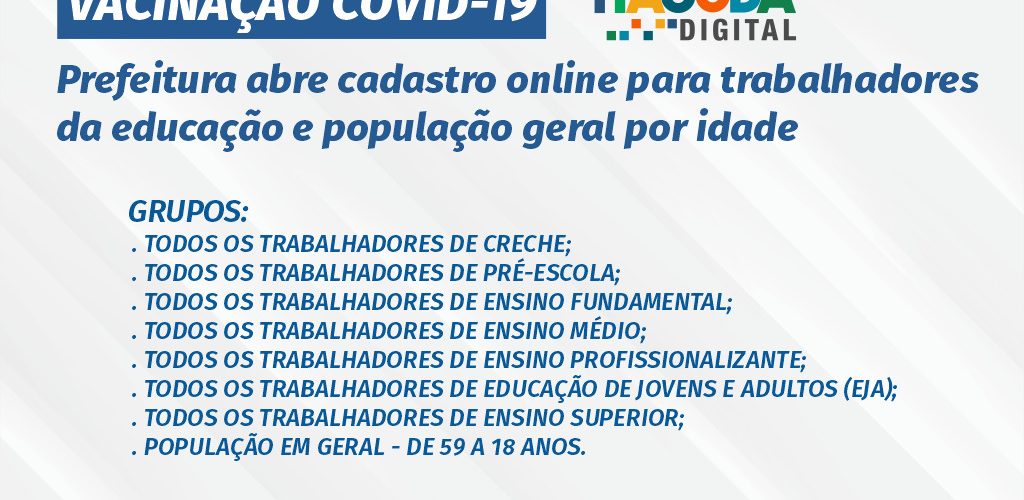 VACINAÇÃO COVID-19
DIGITAL
Prefeitura abre cadastro online para trabalhadores
da educação e população geral por idade
GRUPOS:
. TODOS OS TRABALHADORES DE CRECHE;
. TODOS OS TRABALHADORES DE PRÉ-ESCOLA;
. TODOS OS TRABALHADORES DE ENSINO FUNDAMENTAL;
. TODOS OS TRABALHADORES DE ENSINO MÉDIO;
. TODOS OS TRABALHADORES DE ENSINO PROFISSIONALIZANTE;
. TODOS OS TRABALHADORES DE EDUCAÇÃO DE JOVENS E ADULTOS (EJA);
. TODOS OS TRABALHADORES DE ENSINO SUPERIOR;
. POPULAÇÃO EM GERAL - DE 59 A 18 ANOS.